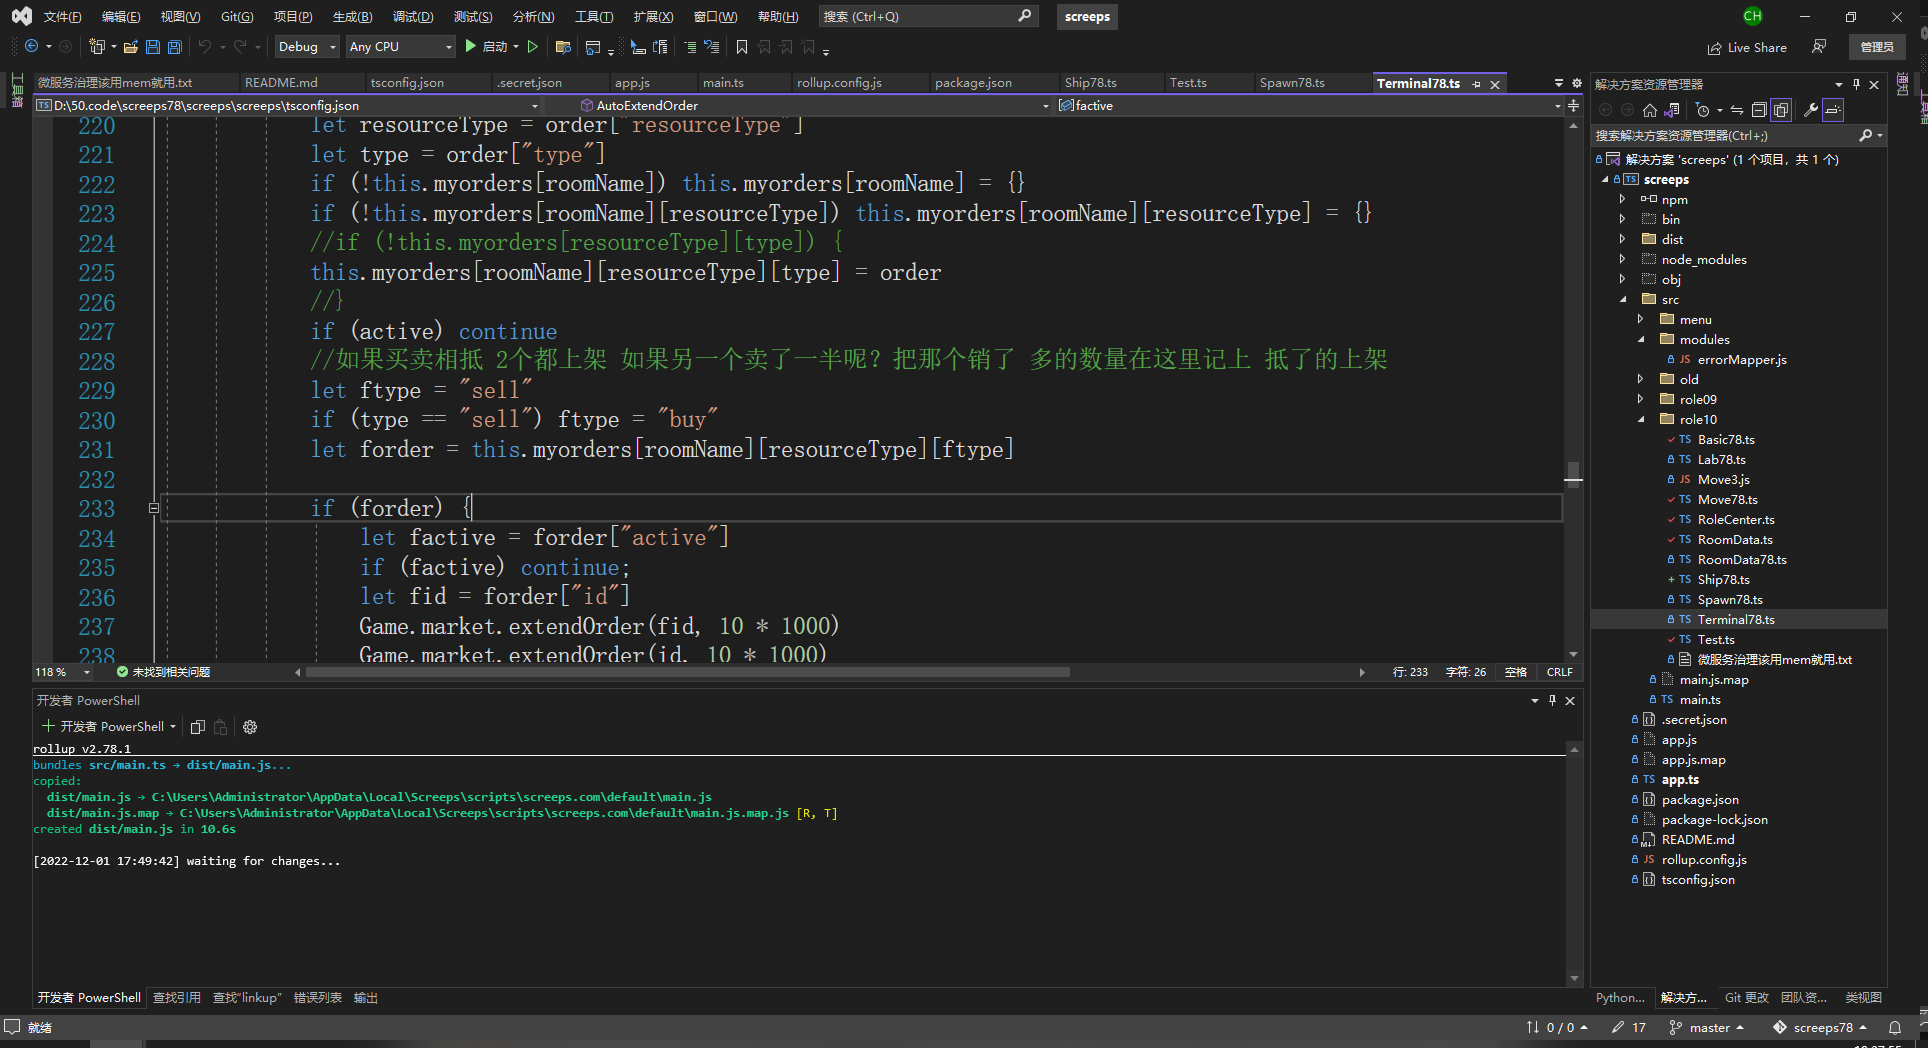 文件(F) 编辑(E) 视图(V) Git(G) 项目(P) 生成(B) 调试(D) 测试(S) 分析(N) 工具(T) 扩展(X) 窗口(W) 帮助(H) 搜索 (Ctrl+Q) screeps CH
Debug Any CPU 启动 Live Share 管理员
工具箱
微服务治理该用mem就用.txt README.md tsconfig.json .secret.json app.js main.ts rollup.config.js package.json Ship78.ts Test.ts Spawn78.ts Terminal78.ts
D:\50.code\screeps78\screeps\screeps\tsconfig.json AutoExtendOrder factive
220 let resourceType = order["resourceType"]
221 let type = order["type"]
222 if (!this.myorders[roomName]) this.myorders[roomName] = {}
223 if (!this.myorders[roomName][resourceType]) this.myorders[roomName][resourceType] = {}
224 //if (!this.myorders[resourceType][type]) {
225 this.myorders[roomName][resourceType][type] = order
226 //}
227 if (active) continue
228 //如果买卖相抵 2个都上架 如果另一个卖了一半呢? 把那个销了 多的数量在这里记上 抵了的上架
229 let ftype = "sell"
230 if (type == "sell") ftype = "buy"
231 let forder = this.myorders[roomName][resourceType][ftype]
232
233 if (forder) {
234 let factive = forder["active"]
235 if (factive) continue;
236 let fid = forder["id"]
237 Game.market.extendOrder(fid, 10 * 1000)
238 Game.market.extendOrder(id, 10 * 1000)
118 % 未找到相关问题 行: 233 字符: 26 空格 CRLF
开发者 PowerShell
开发者 PowerShell
rollup v2.78.1
bundles src/main.ts → dist/main.js...
copied:
dist/main.js → C:\Users\Administrator\AppData\Local\Screeps\scripts\screeps.com\default\main.js
dist/main.js.map → C:\Users\Administrator\AppData\Local\Screeps\scripts\screeps.com\default\main.js.map.js [R, T]
created dist/main.js in 10.6s
[2022-12-01 17:49:42] waiting for changes...
开发者 PowerShell 查找引用 查找"linkup" 错误列表 输出
解决方案资源管理器
通知
搜索解决方案资源管理器(Ctrl+;)
解决方案 'screeps' (1 个项目, 共 1 个)
TS screeps
npm
bin
dist
node_modules
obj
src
menu
modules
JS errorMapper.js
old
role09
role10
TS Basic78.ts
TS Lab78.ts
JS Move3.js
TS Move78.ts
TS RoleCenter.ts
TS RoomData.ts
TS RoomData78.ts
TS Ship78.ts
TS Spawn78.ts
TS Terminal78.ts
TS Test.ts
微服务治理该用mem就用.txt
main.js.map
TS main.ts
.secret.json
app.js
app.js.map
TS app.ts
package.json
package-lock.json
README.md
JS rollup.config.js
tsconfig.json
Python... 解决方... Git 更改 团队资... 类视图
就绪 0 / 0 17 master screeps78